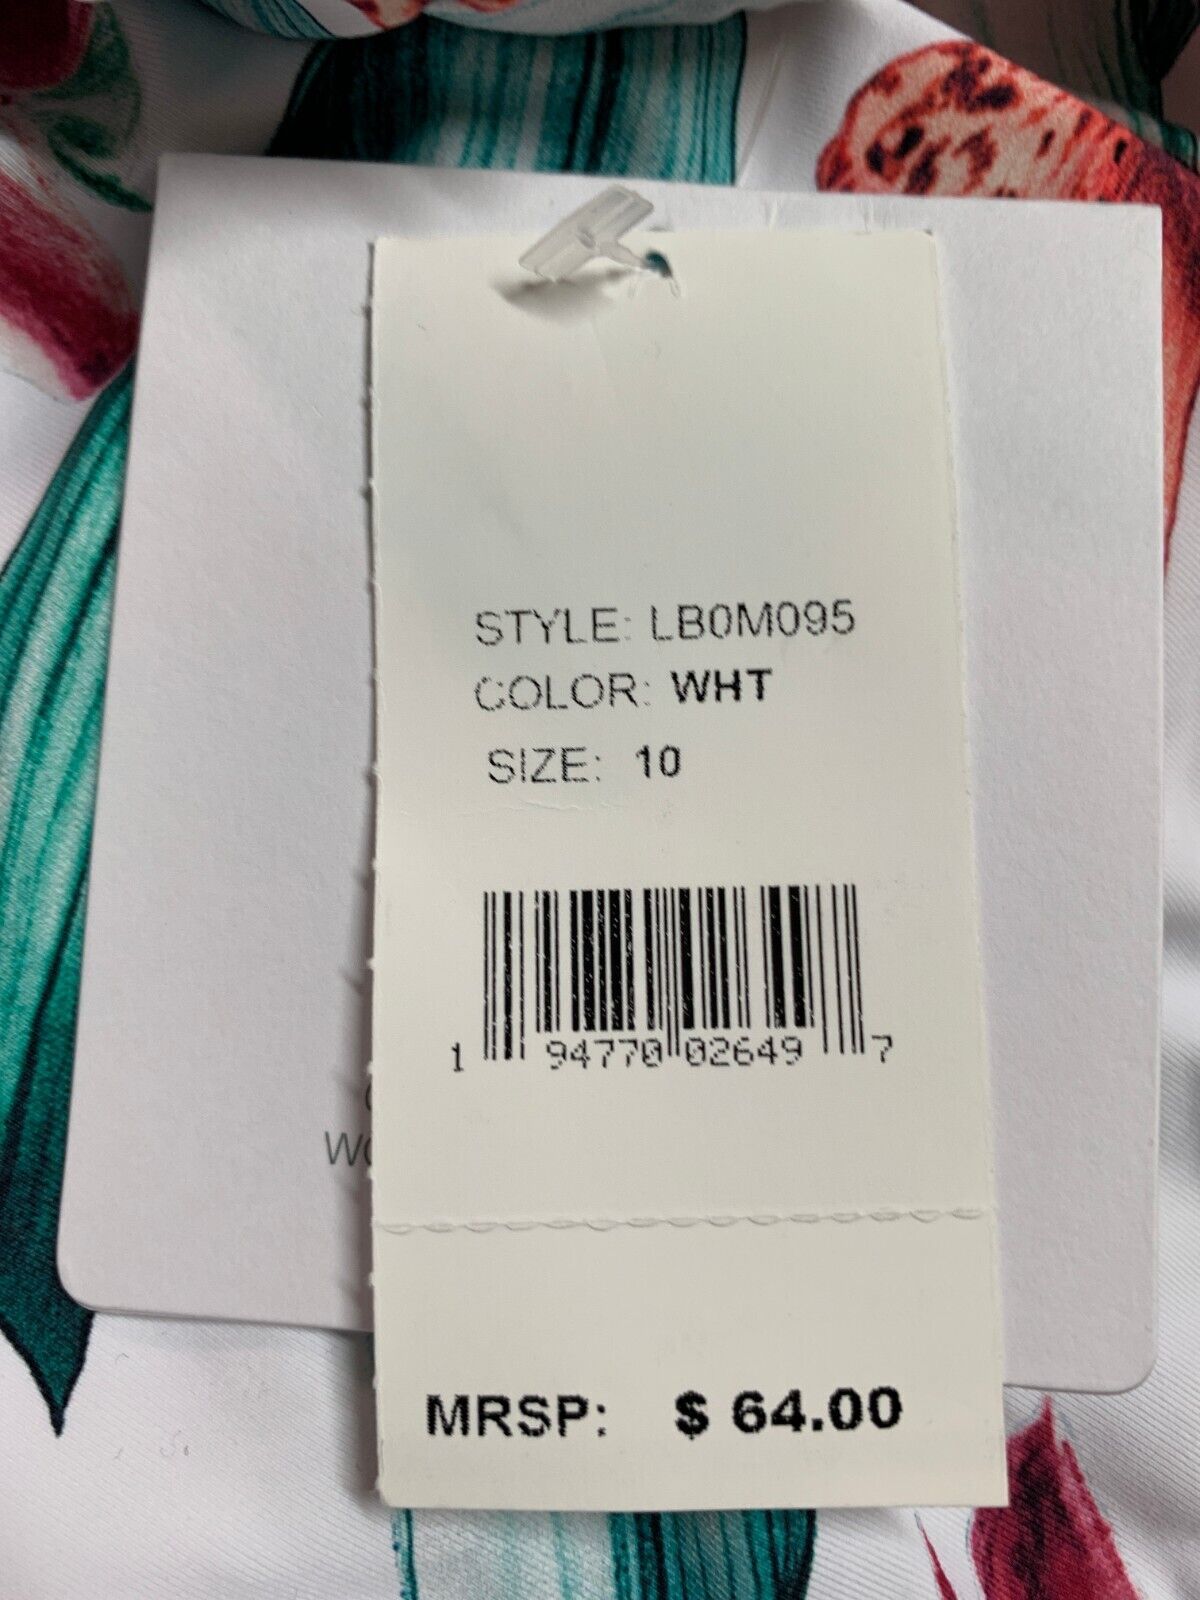 STYLE: LB0M095
COLOR: WHT
SIZE: 10
1 94770 02649 7
MRSP: $ 64.00